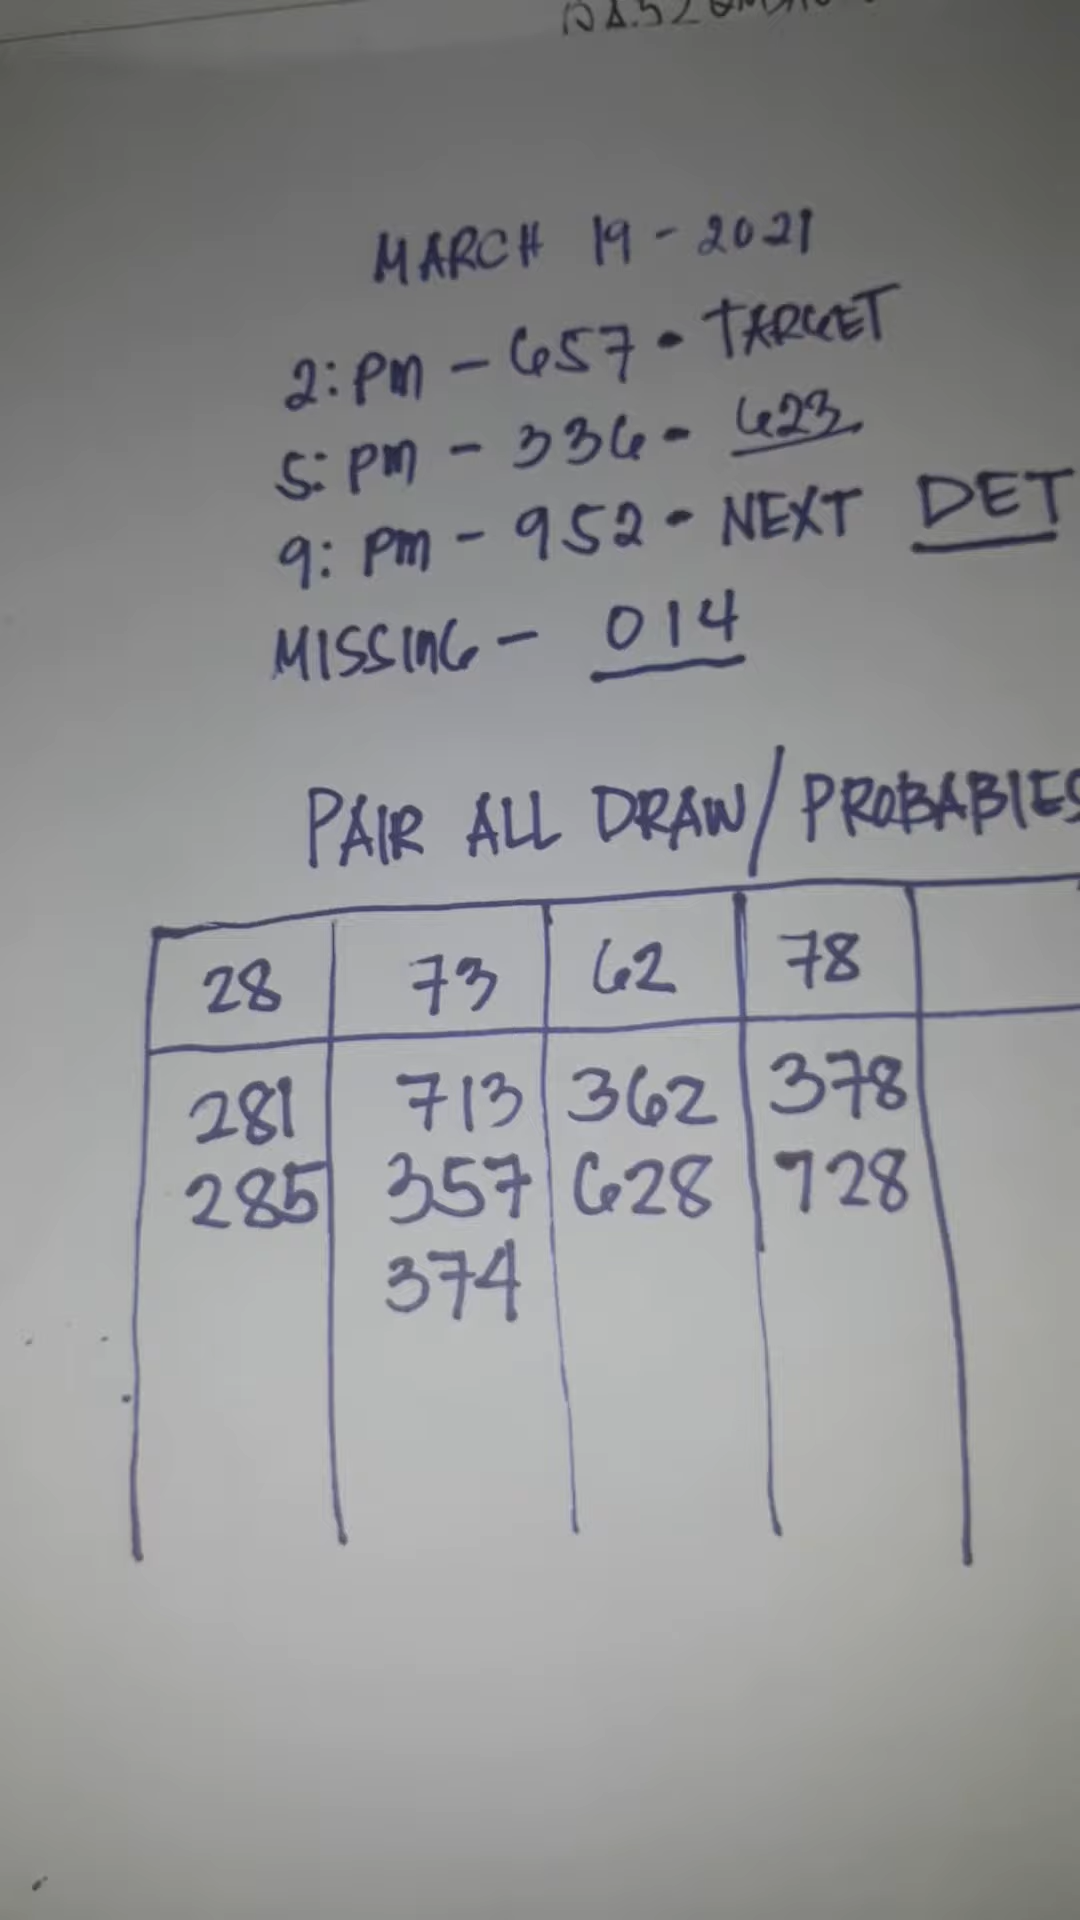 MARCH 19-2021
2:PM-657-TARGET
5:PM-336-623
9:PM-952-NEXT DET
MISSING-014
PAIR ALL DRAW/PROBABIES
28 73 62 78
281 713 362 378
285 357 628 728
374